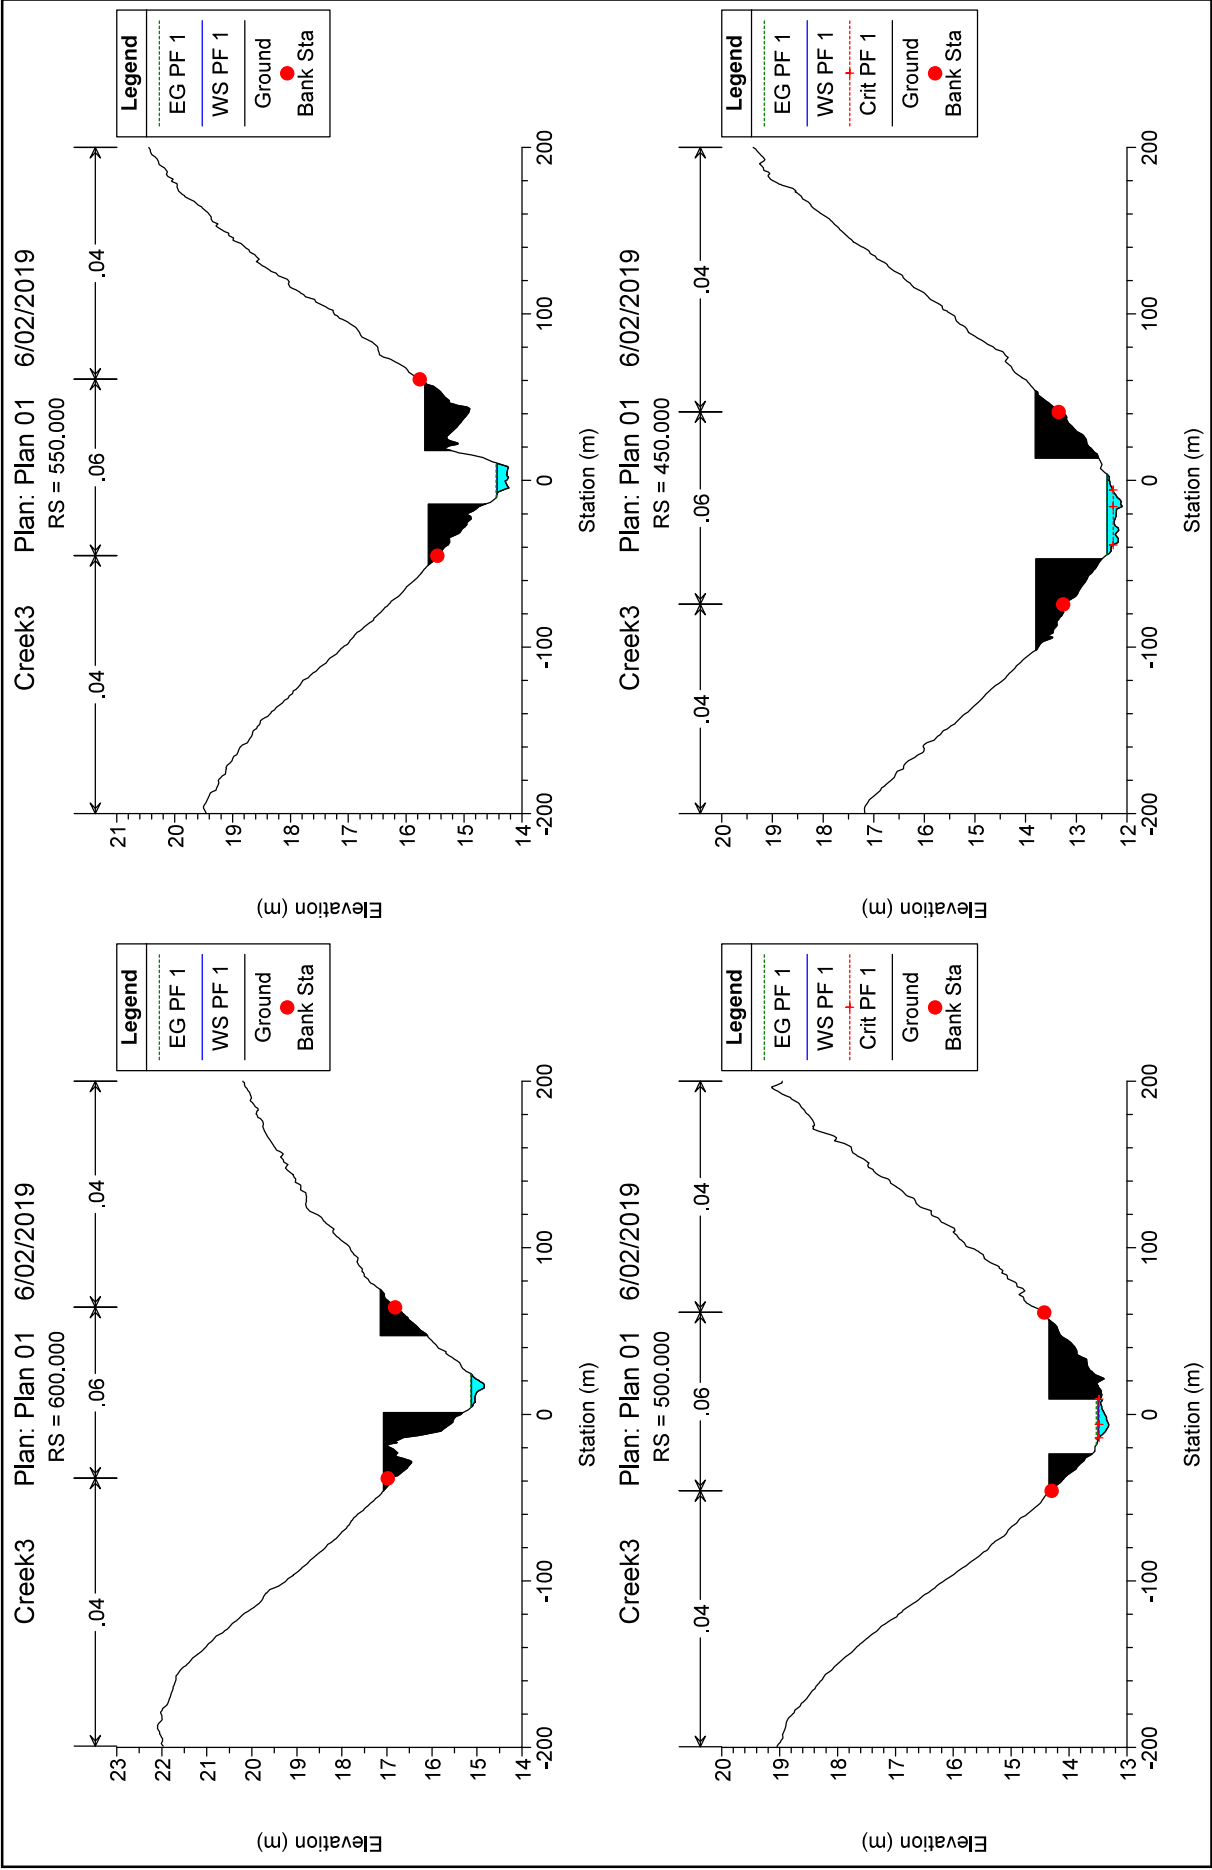 Creek3 Plan: Plan 01 6/02/2019
RS = 600.000
Station (m)
Elevation (m)
.04
.06
.04
-200
-100
0
100
200
14
15
16
17
18
19
20
21
22
23
Legend
EG PF 1
WS PF 1
Ground
Bank Sta
Creek3 Plan: Plan 01 6/02/2019
RS = 550.000
Station (m)
Elevation (m)
.04
.06
.04
-200
-100
0
100
200
14
15
16
17
18
19
20
21
Legend
EG PF 1
WS PF 1
Ground
Bank Sta
Creek3 Plan: Plan 01 6/02/2019
RS = 500.000
Station (m)
Elevation (m)
.04
.06
.04
-200
-100
0
100
200
13
14
15
16
17
18
19
20
Legend
EG PF 1
WS PF 1
Crit PF 1
Ground
Bank Sta
Creek3 Plan: Plan 01 6/02/2019
RS = 450.000
Station (m)
Elevation (m)
.04
.06
.04
-200
-100
0
100
200
12
13
14
15
16
17
18
19
20
Legend
EG PF 1
WS PF 1
Crit PF 1
Ground
Bank Sta